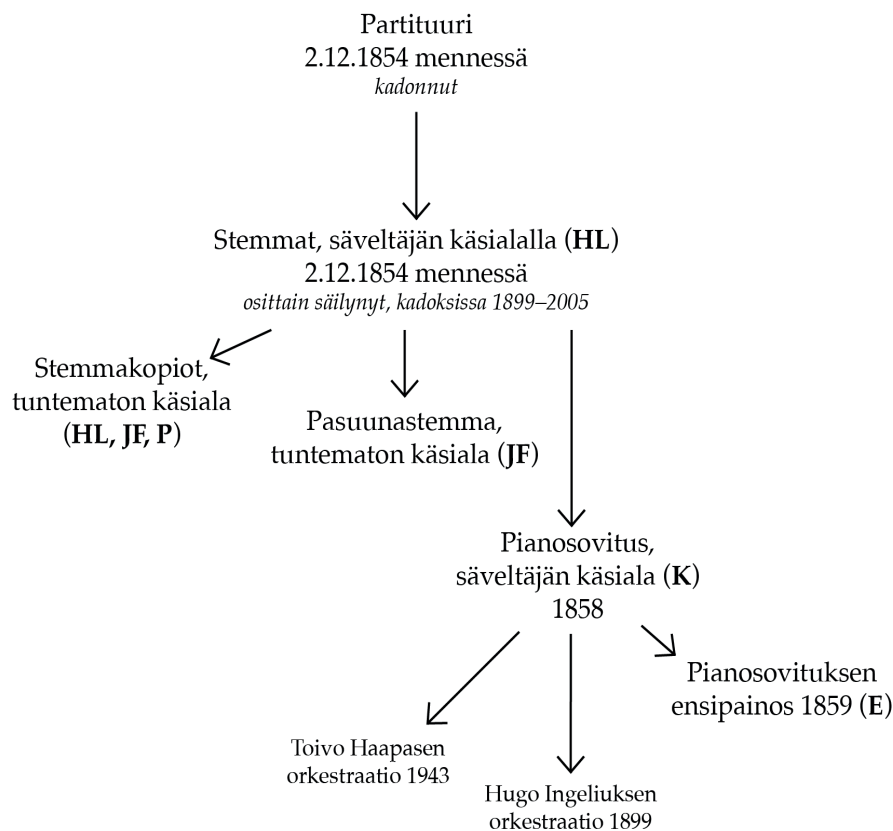 Partituuri
2.12.1854 mennessä
kadonnut
Stemmat, säveltäjän käsialalla (HL)
2.12.1854 mennessä
osittain säilynyt, kadoksissa 1899–2005
Stemmakopiot,
tuntematon käsiala
(HL, JF, P)
Pasuunastemma,
tuntematon käsiala (JF)
Pianosovitus,
säveltäjän käsiala (K)
1858
Pianosovituksen
ensipainos 1859 (E)
Toivo Haapasen
orkestraatio 1943
Hugo Ingeliuksen
orkestraatio 1899